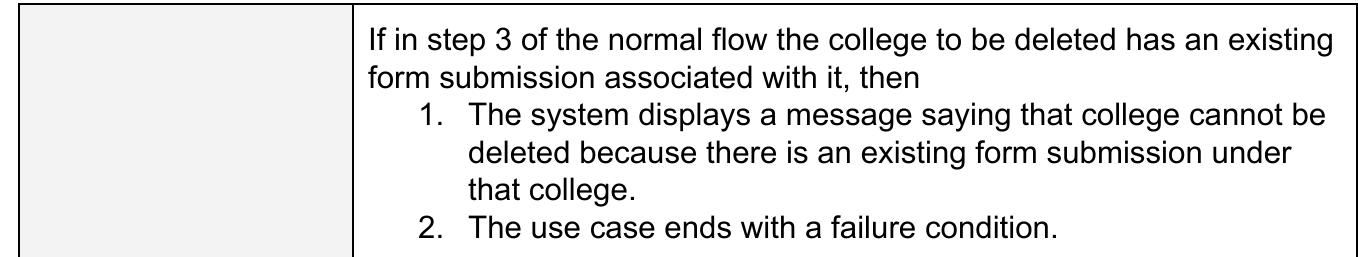 If in step 3 of the normal flow the college to be deleted has an existing
form submission associated with it, then
1. The system displays a message saying that college cannot be
deleted because there is an existing form submission under
that college.
2. The use case ends with a failure condition.